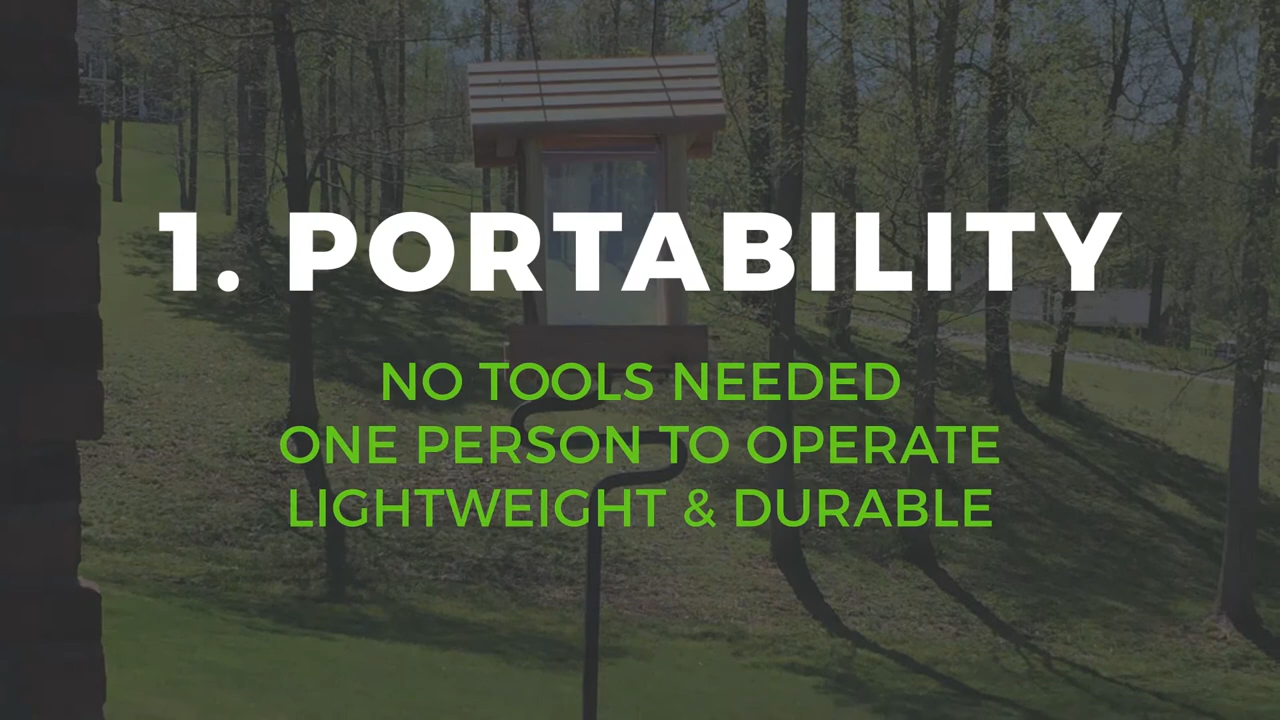 1. PORTABILITY
NO TOOLS NEEDED
ONE PERSON TO OPERATE
LIGHTWEIGHT & DURABLE